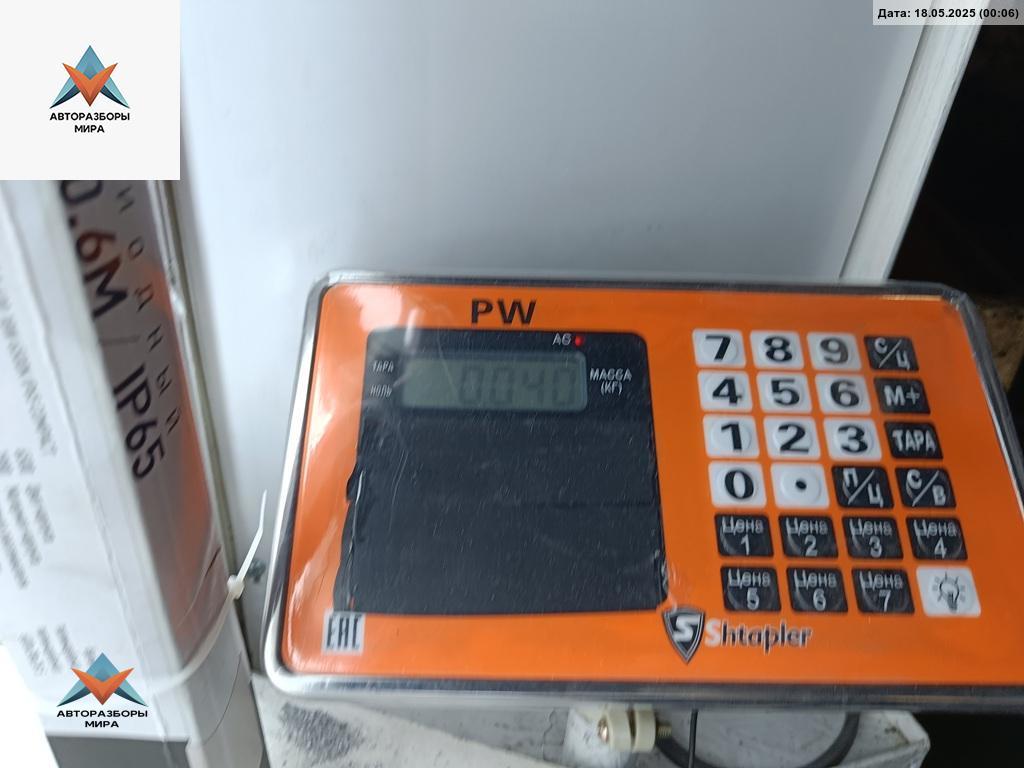 Дата: 18.05.2025 (00:06)
АВТОРАЗБОРЫ
МИРА
0.6М / IP65
PW
AC
ТАРА
НОЛЬ
0.040
МАССА
(КГ)
7 8 9 С/Ц
4 5 6 М+
1 2 3 ТАРА
0 . П/Ц С/В
Цена 1 Цена 2 Цена 3 Цена 4
Цена 5 Цена 6 Цена 7
EAC
S Shtapler
АВТОРАЗБОРЫ
МИРА